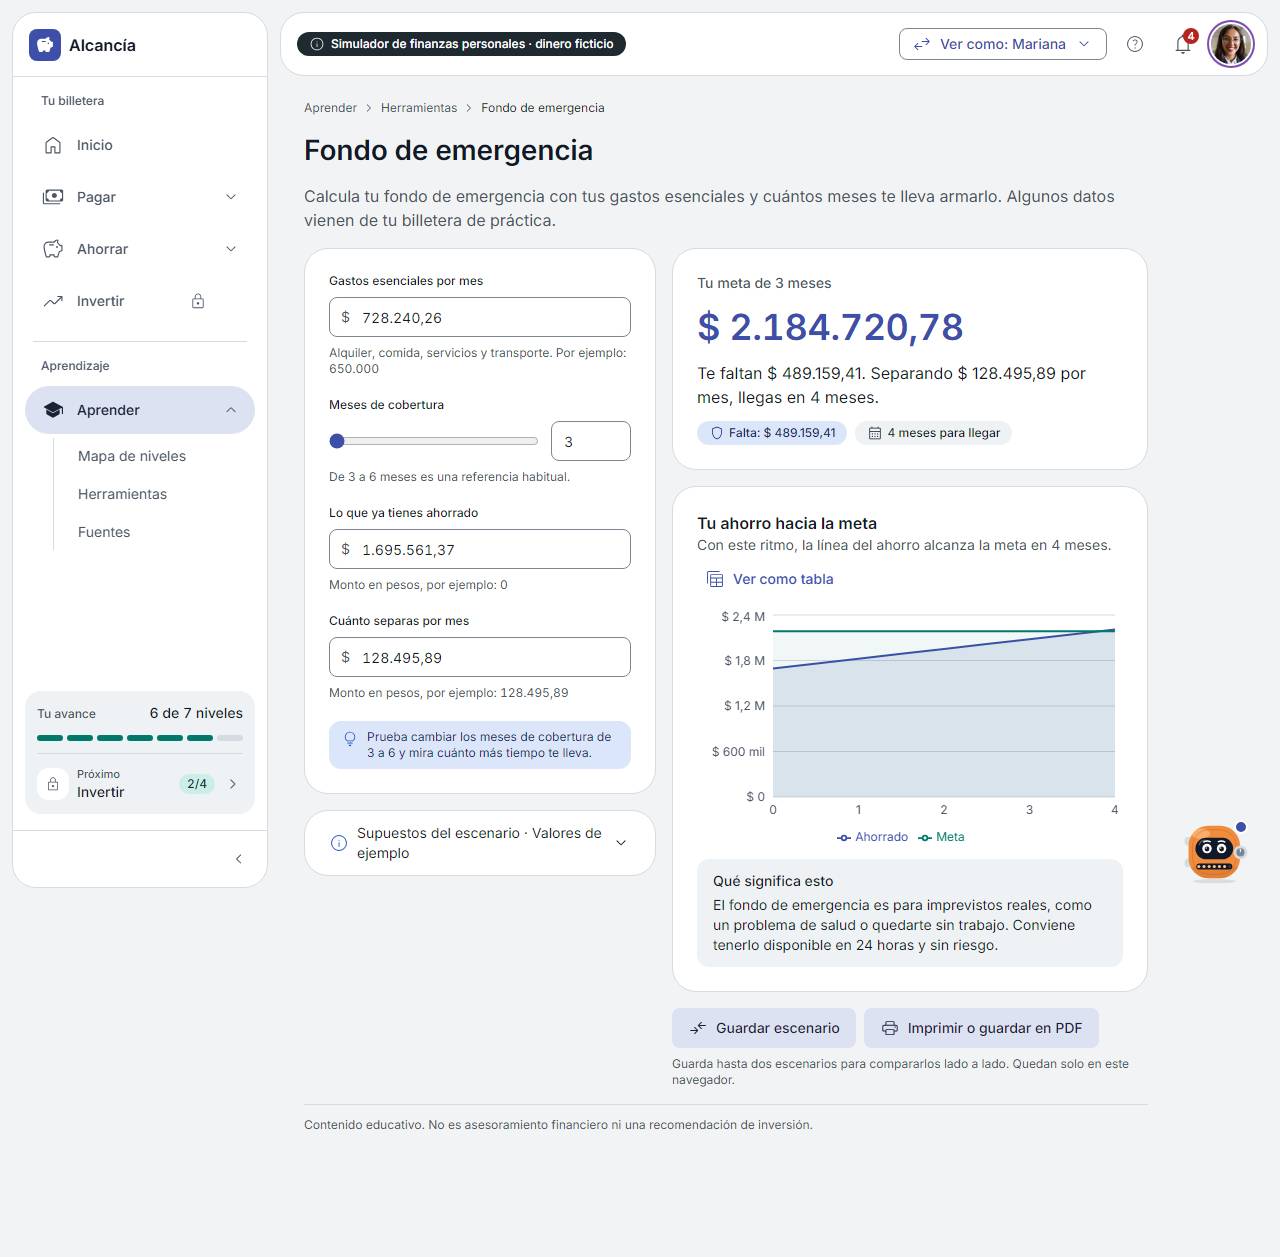 Alcancía
Simulador de finanzas personales · dinero ficticio
Ver como: Mariana
4
Tu billetera
Inicio
Pagar
Ahorrar
Invertir
Aprendizaje
Aprender
Mapa de niveles
Herramientas
Fuentes
Tu avance
6 de 7 niveles
Próximo
Invertir
2/4
Aprender
Herramientas
Fondo de emergencia
Fondo de emergencia
Calcula tu fondo de emergencia con tus gastos esenciales y cuántos meses te lleva armarlo. Algunos datos
vienen de tu billetera de práctica.
Gastos esenciales por mes
$ 728.240,26
Alquiler, comida, servicios y transporte. Por ejemplo:
650.000
Meses de cobertura
3
De 3 a 6 meses es una referencia habitual.
Lo que ya tienes ahorrado
$ 1.695.561,37
Monto en pesos, por ejemplo: 0
Cuánto separas por mes
$ 128.495,89
Monto en pesos, por ejemplo: 128.495,89
Prueba cambiar los meses de cobertura de
3 a 6 y mira cuánto más tiempo te lleva.
Supuestos del escenario · Valores de
ejemplo
Tu meta de 3 meses
$ 2.184.720,78
Te faltan $ 489.159,41. Separando $ 128.495,89 por
mes, llegas en 4 meses.
Falta: $ 489.159,41
4 meses para llegar
Tu ahorro hacia la meta
Con este ritmo, la línea del ahorro alcanza la meta en 4 meses.
Ver como tabla
$ 2,4 M
$ 1,8 M
$ 1,2 M
$ 600 mil
$ 0
0 1 2 3 4
Ahorrado Meta
Qué significa esto
El fondo de emergencia es para imprevistos reales, como
un problema de salud o quedarte sin trabajo. Conviene
tenerlo disponible en 24 horas y sin riesgo.
Guardar escenario
Imprimir o guardar en PDF
Guarda hasta dos escenarios para compararlos lado a lado. Quedan solo en este
navegador.
Contenido educativo. No es asesoramiento financiero ni una recomendación de inversión.